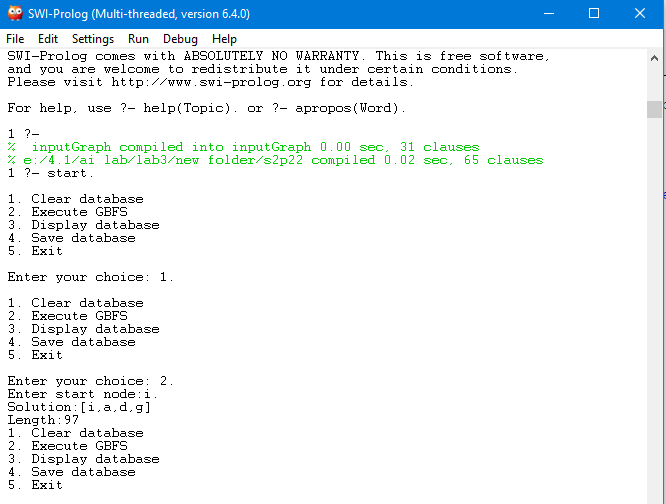 SWI-Prolog (Multi-threaded, version 6.4.0)
File Edit Settings Run Debug Help
SWI-Prolog comes with ABSOLUTELY NO WARRANTY. This is free software,
and you are welcome to redistribute it under certain conditions.
Please visit http://www.swi-prolog.org for details.
For help, use ?- help(Topic). or ?- apropos(Word).
1 ?-
%  inputGraph compiled into inputGraph 0.00 sec, 31 clauses
% e:/4.1/ai lab/lab3/new folder/s2p22 compiled 0.02 sec, 65 clauses
1 ?- start.
1. Clear database
2. Execute GBFS
3. Display database
4. Save database
5. Exit
Enter your choice: 1.
1. Clear database
2. Execute GBFS
3. Display database
4. Save database
5. Exit
Enter your choice: 2.
Enter start node:i.
Solution:[i,a,d,g]
Length:97
1. Clear database
2. Execute GBFS
3. Display database
4. Save database
5. Exit